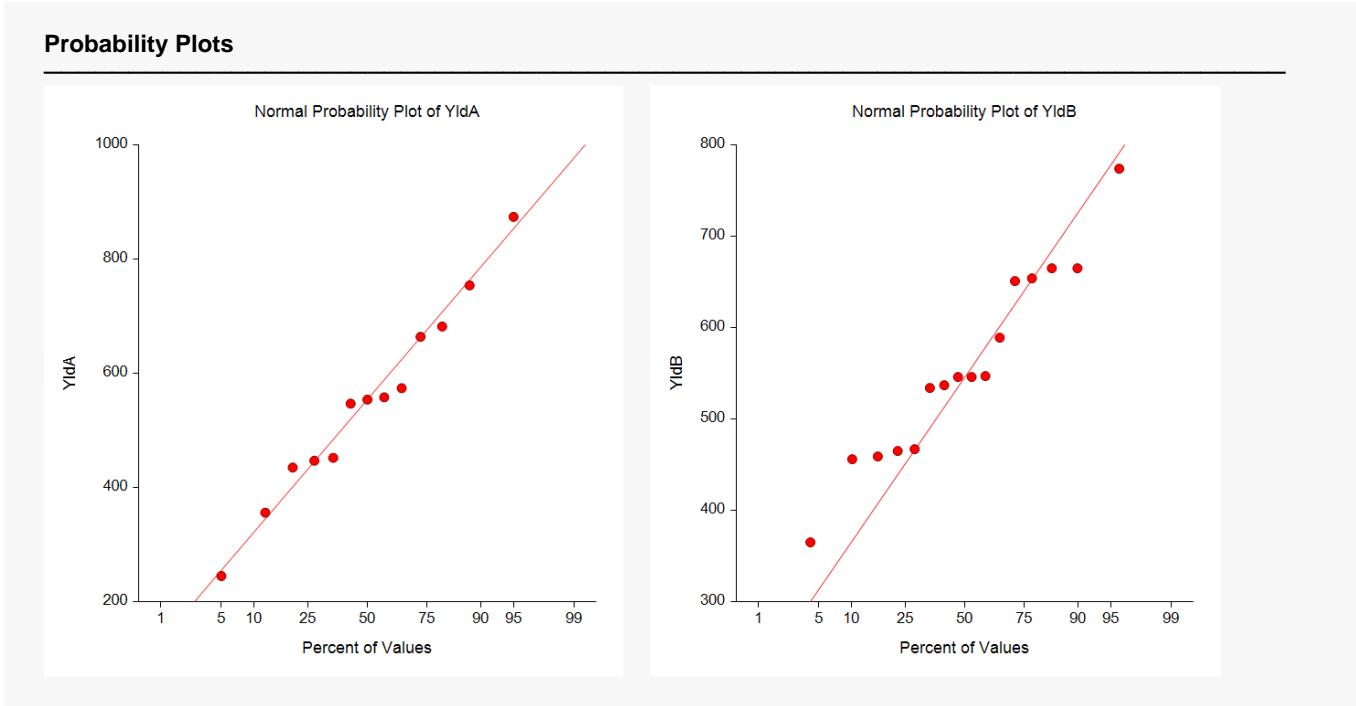 Probability Plots
Normal Probability Plot of YldA
1000
800
600
400
200
YldA
1 5 10 25 50 75 90 95 99
Percent of Values
Normal Probability Plot of YldB
800
700
600
500
400
300
YldB
1 5 10 25 50 75 90 95 99
Percent of Values